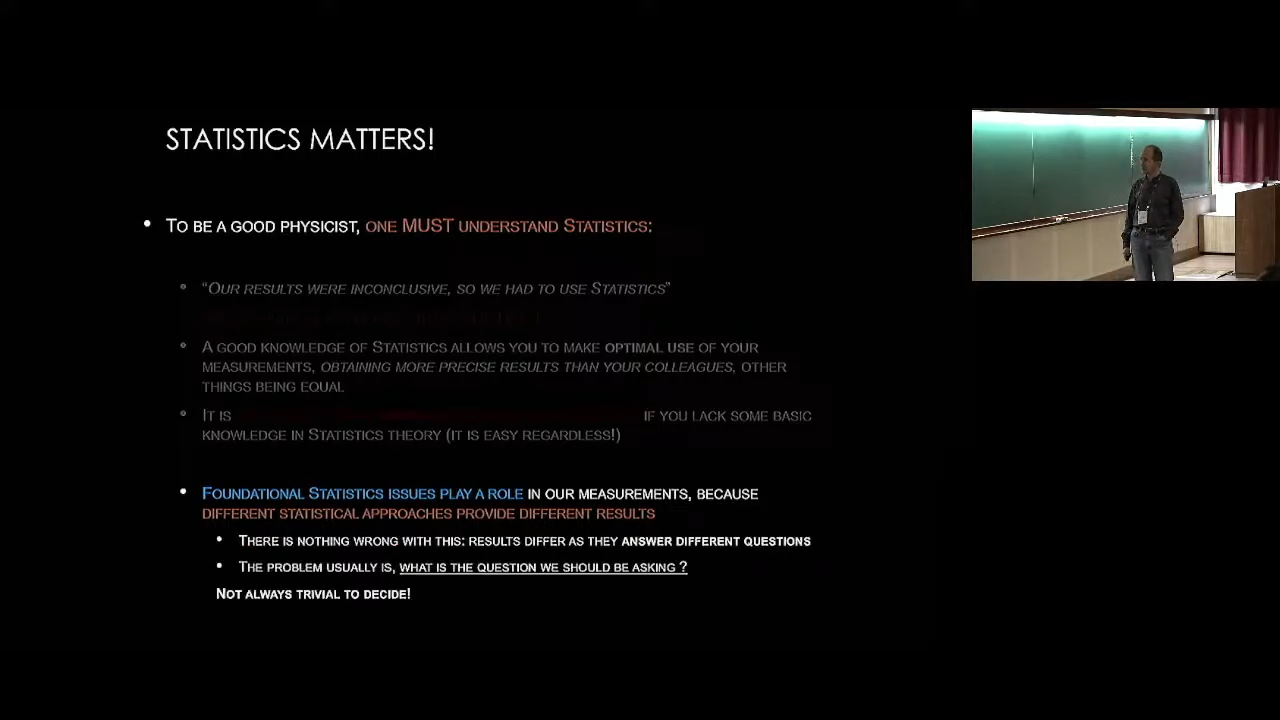 STATISTICS MATTERS!
• TO BE A GOOD PHYSICIST, ONE MUST UNDERSTAND STATISTICS:
• "OUR RESULTS WERE INCONCLUSIVE, SO WE HAD TO USE STATISTICS"
• A GOOD KNOWLEDGE OF STATISTICS ALLOWS YOU TO MAKE OPTIMAL USE OF YOUR
MEASUREMENTS, OBTAINING MORE PRECISE RESULTS THAN YOUR COLLEAGUES, OTHER
THINGS BEING EQUAL
• IT IS IF YOU LACK SOME BASIC
KNOWLEDGE IN STATISTICS THEORY (IT IS EASY REGARDLESS!)
• FOUNDATIONAL STATISTICS ISSUES PLAY A ROLE IN OUR MEASUREMENTS, BECAUSE
DIFFERENT STATISTICAL APPROACHES PROVIDE DIFFERENT RESULTS
• THERE IS NOTHING WRONG WITH THIS: RESULTS DIFFER AS THEY ANSWER DIFFERENT QUESTIONS
• THE PROBLEM USUALLY IS, WHAT IS THE QUESTION WE SHOULD BE ASKING ?
NOT ALWAYS TRIVIAL TO DECIDE!